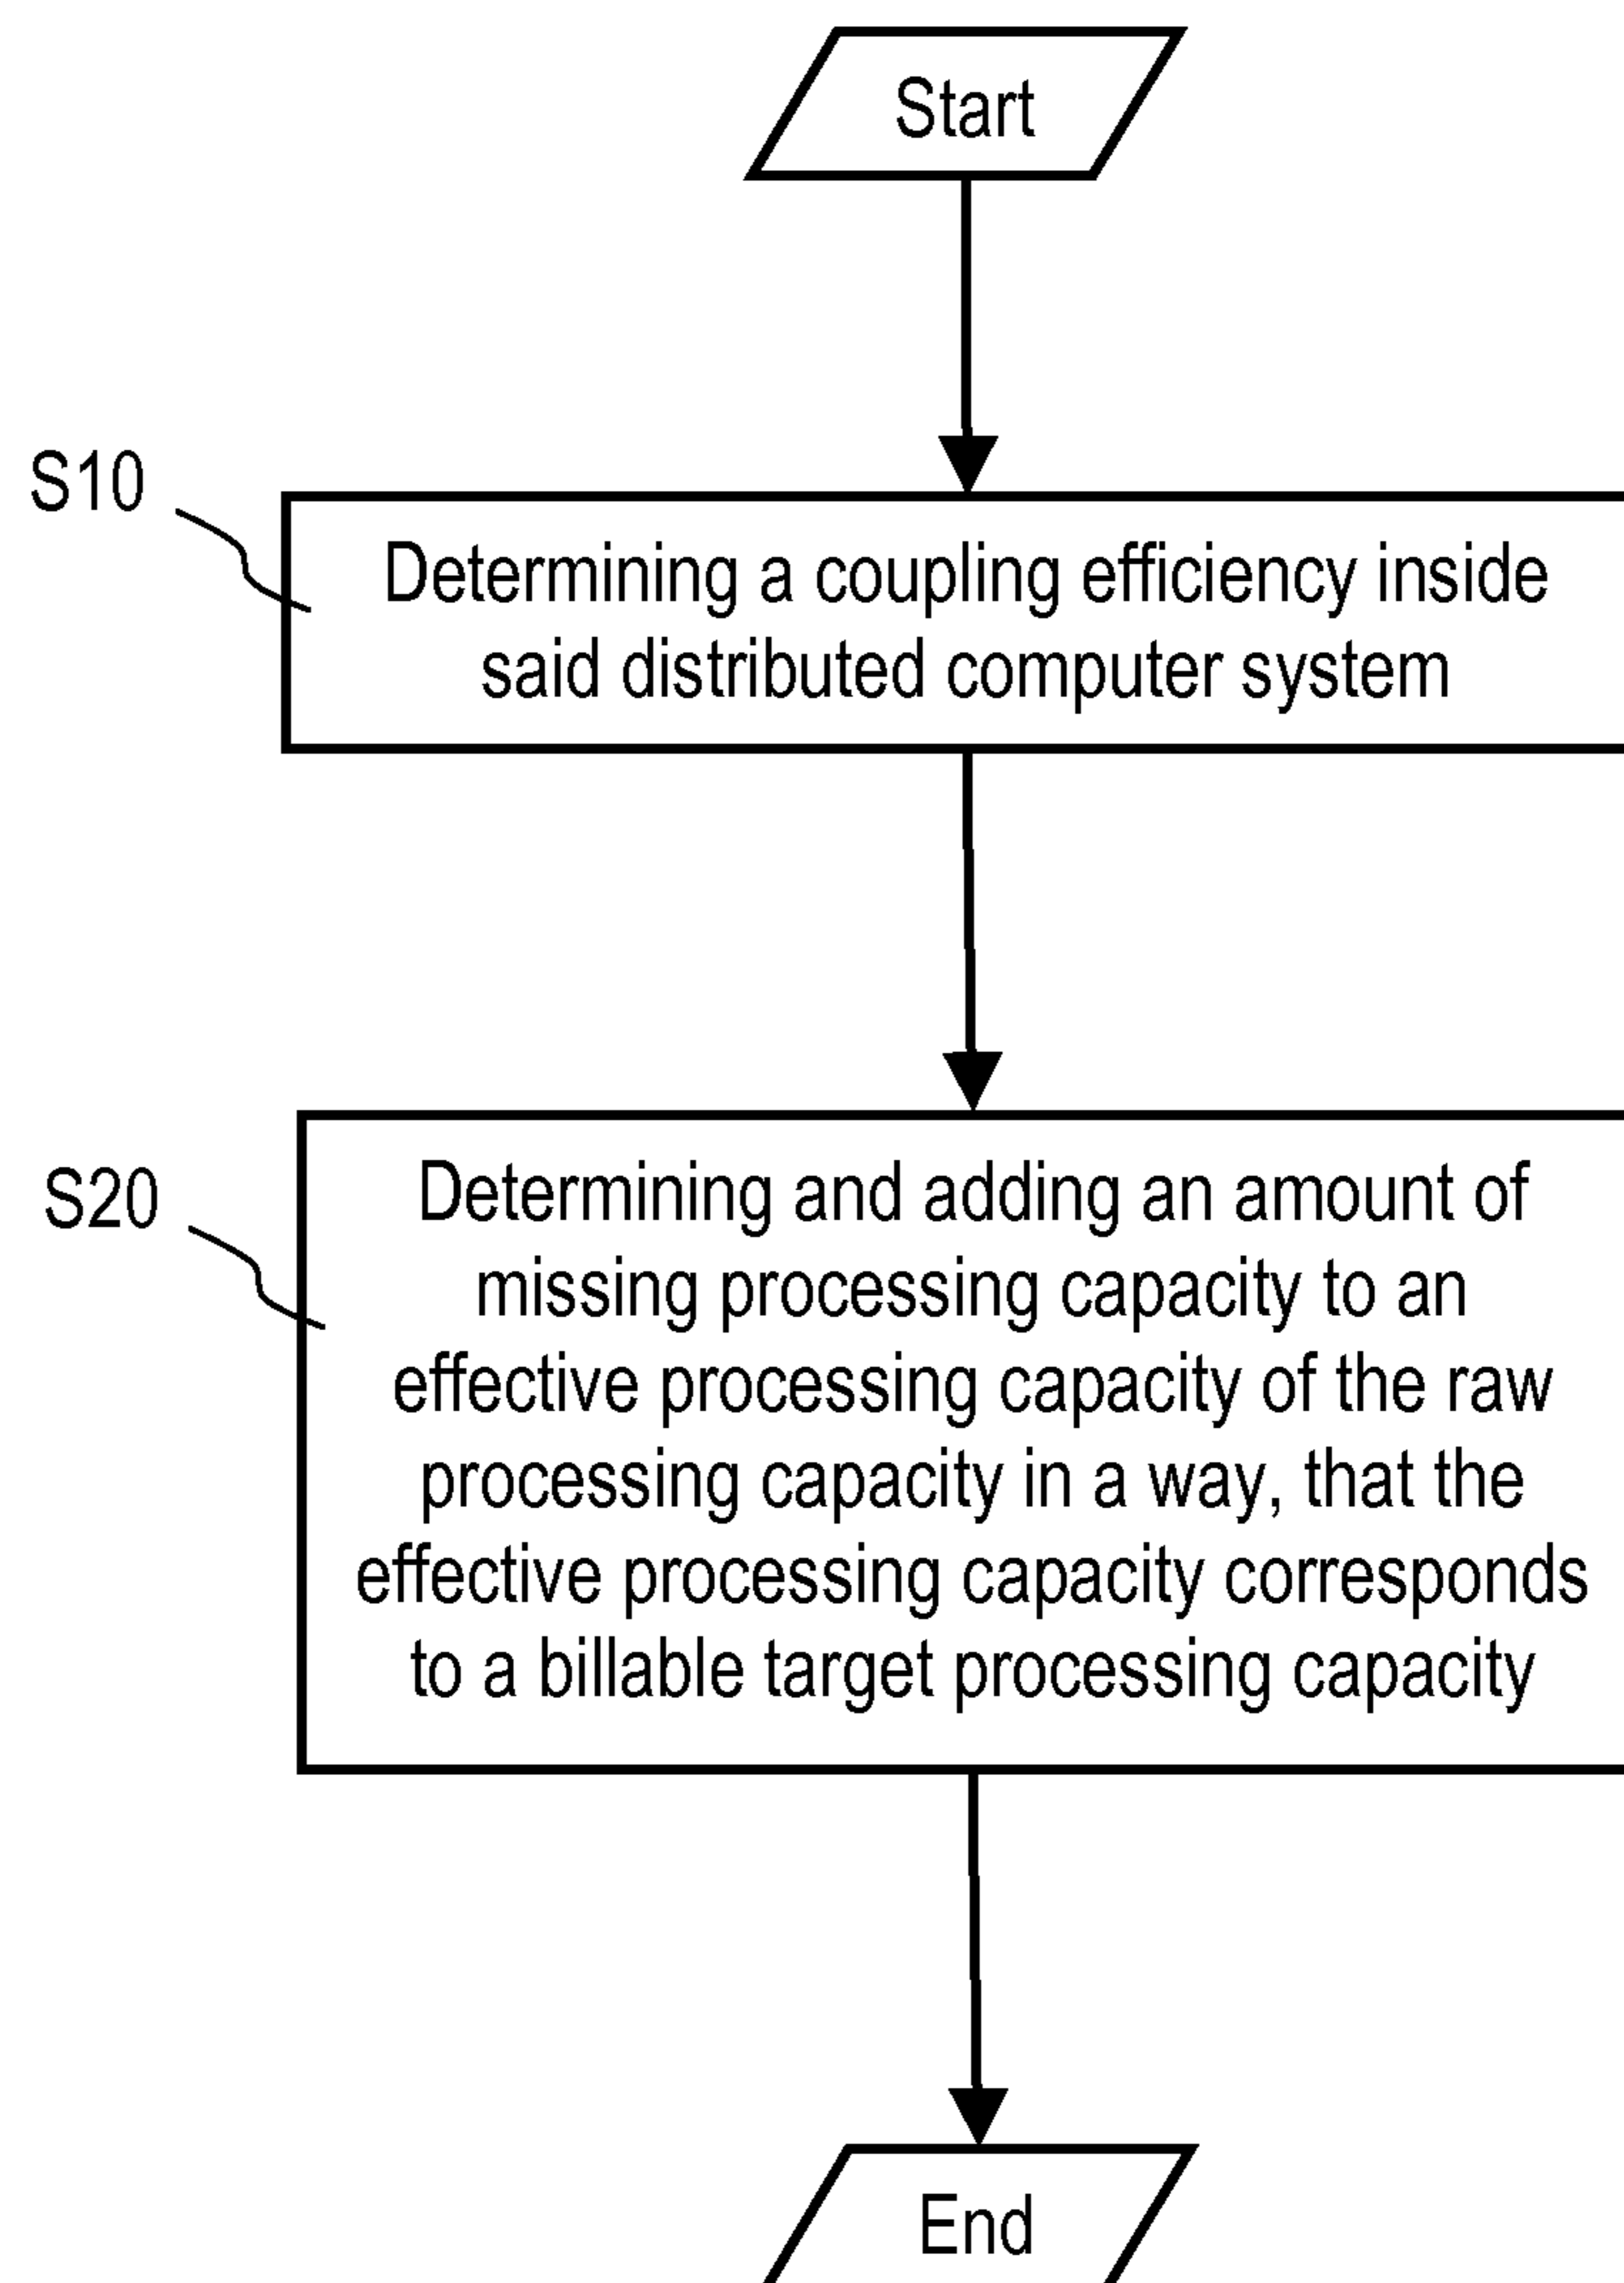 Start
S10
Determining a coupling efficiency inside
said distributed computer system
S20
Determining and adding an amount of
missing processing capacity to an
effective processing capacity of the raw
processing capacity in a way, that the
effective processing capacity corresponds
to a billable target processing capacity
End